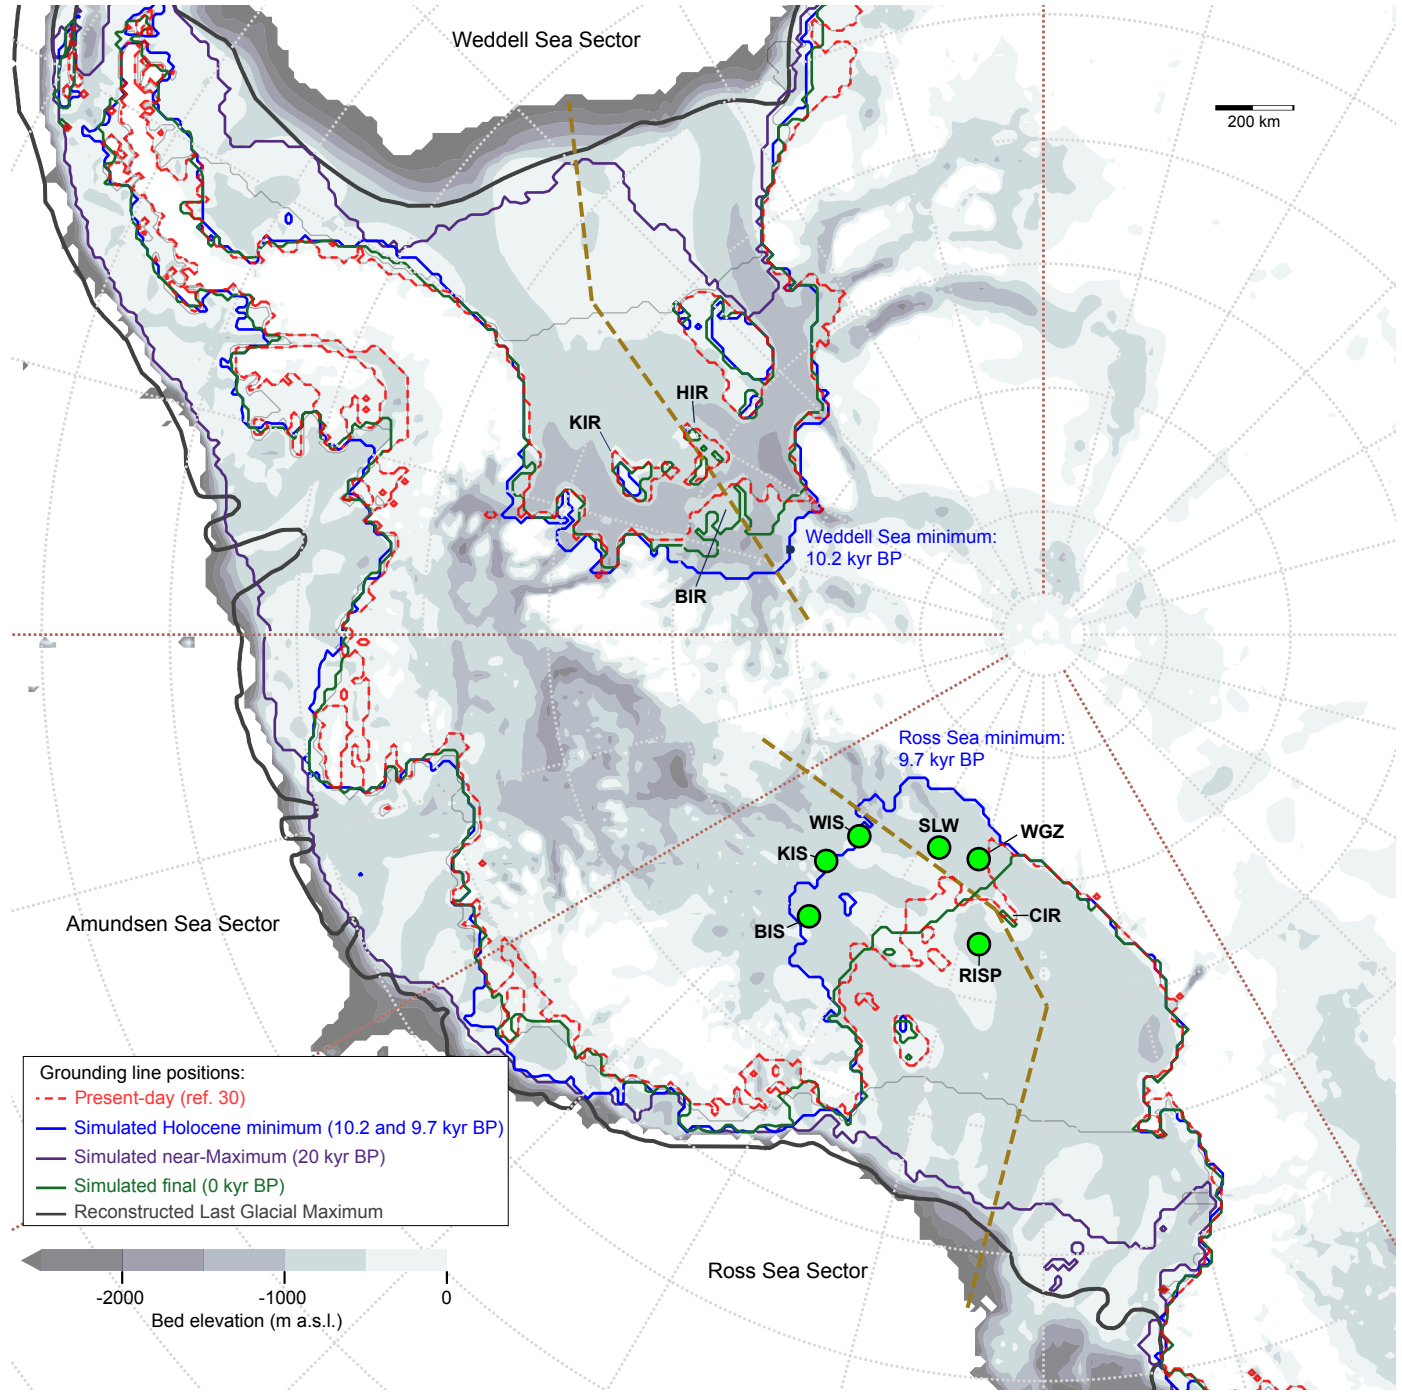 Weddell Sea Sector
200 km
HIR
KIR
Weddell Sea minimum:
10.2 kyr BP
BIR
Ross Sea minimum:
9.7 kyr BP
WIS
SLW
WGZ
KIS
CIR
BIS
RISP
Amundsen Sea Sector
Grounding line positions:
Present-day (ref. 30)
Simulated Holocene minimum (10.2 and 9.7 kyr BP)
Simulated near-Maximum (20 kyr BP)
Simulated final (0 kyr BP)
Reconstructed Last Glacial Maximum
Ross Sea Sector
-2000 -1000 0
Bed elevation (m a.s.l.)